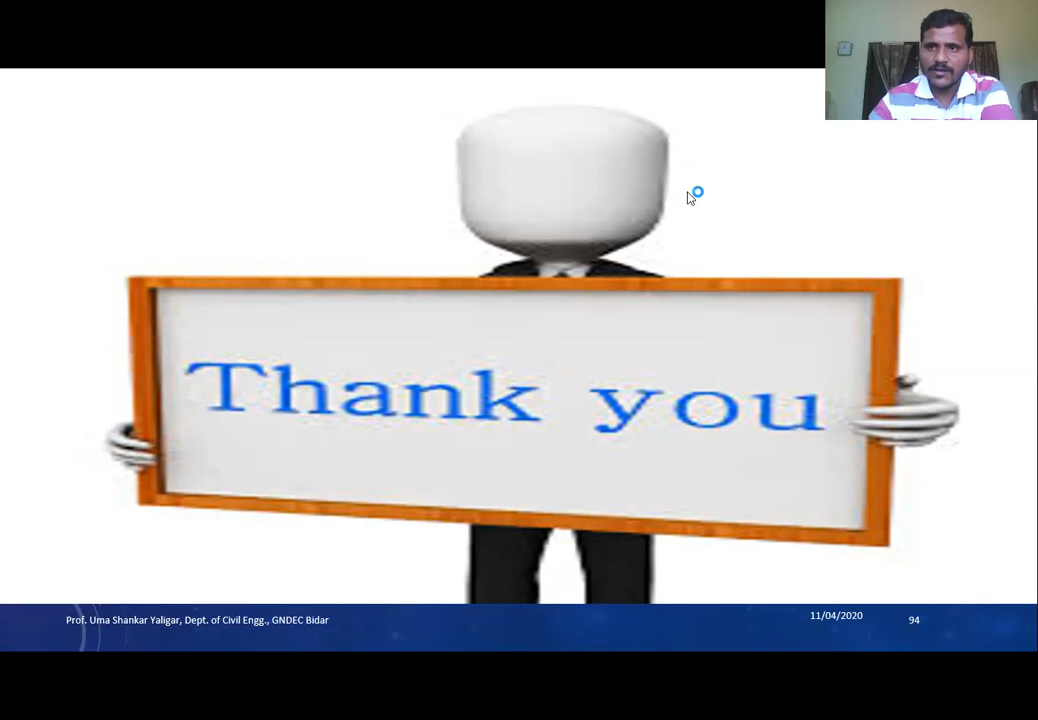 Thank you
Prof. Uma Shankar Yaligar, Dept. of Civil Engg., GNDEC Bidar
11/04/2020
94